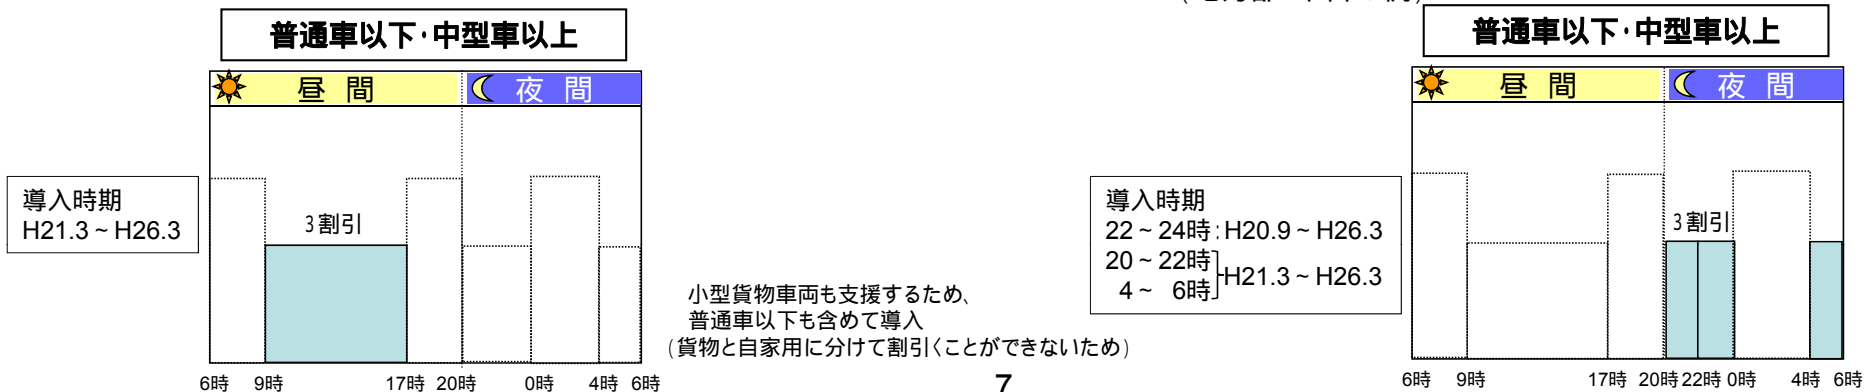 普通車以下・中型車以上
昼 間
夜 間
導入時期
H21.3～H26.3
3割引
6時 9時 17時 20時 0時 4時 6時
小型貨物車両も支援するため、
普通車以下も含めて導入
(貨物と自家用に分けて割引くことができないため)
7
普通車以下・中型車以上
昼 間
夜 間
導入時期
22～24時：H20.9～H26.3
20～22時
4～ 6時
H21.3～H26.3
3割引
6時 9時 17時 20時 22時 0時 4時 6時